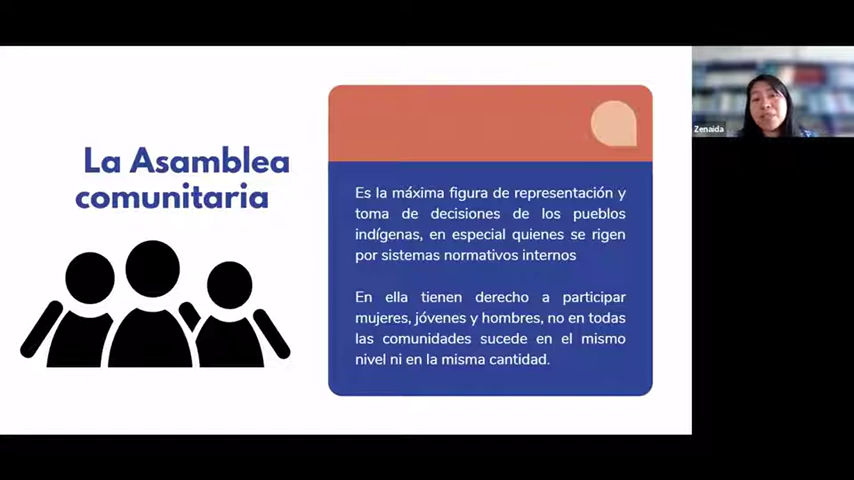 La Asamblea
comunitaria
Es la máxima figura de representación y
toma de decisiones de los pueblos
indígenas, en especial quienes se rigen
por sistemas normativos internos
En ella tienen derecho a participar
mujeres, jóvenes y hombres, no en todas
las comunidades sucede en el mismo
nivel ni en la misma cantidad.
Zenaida